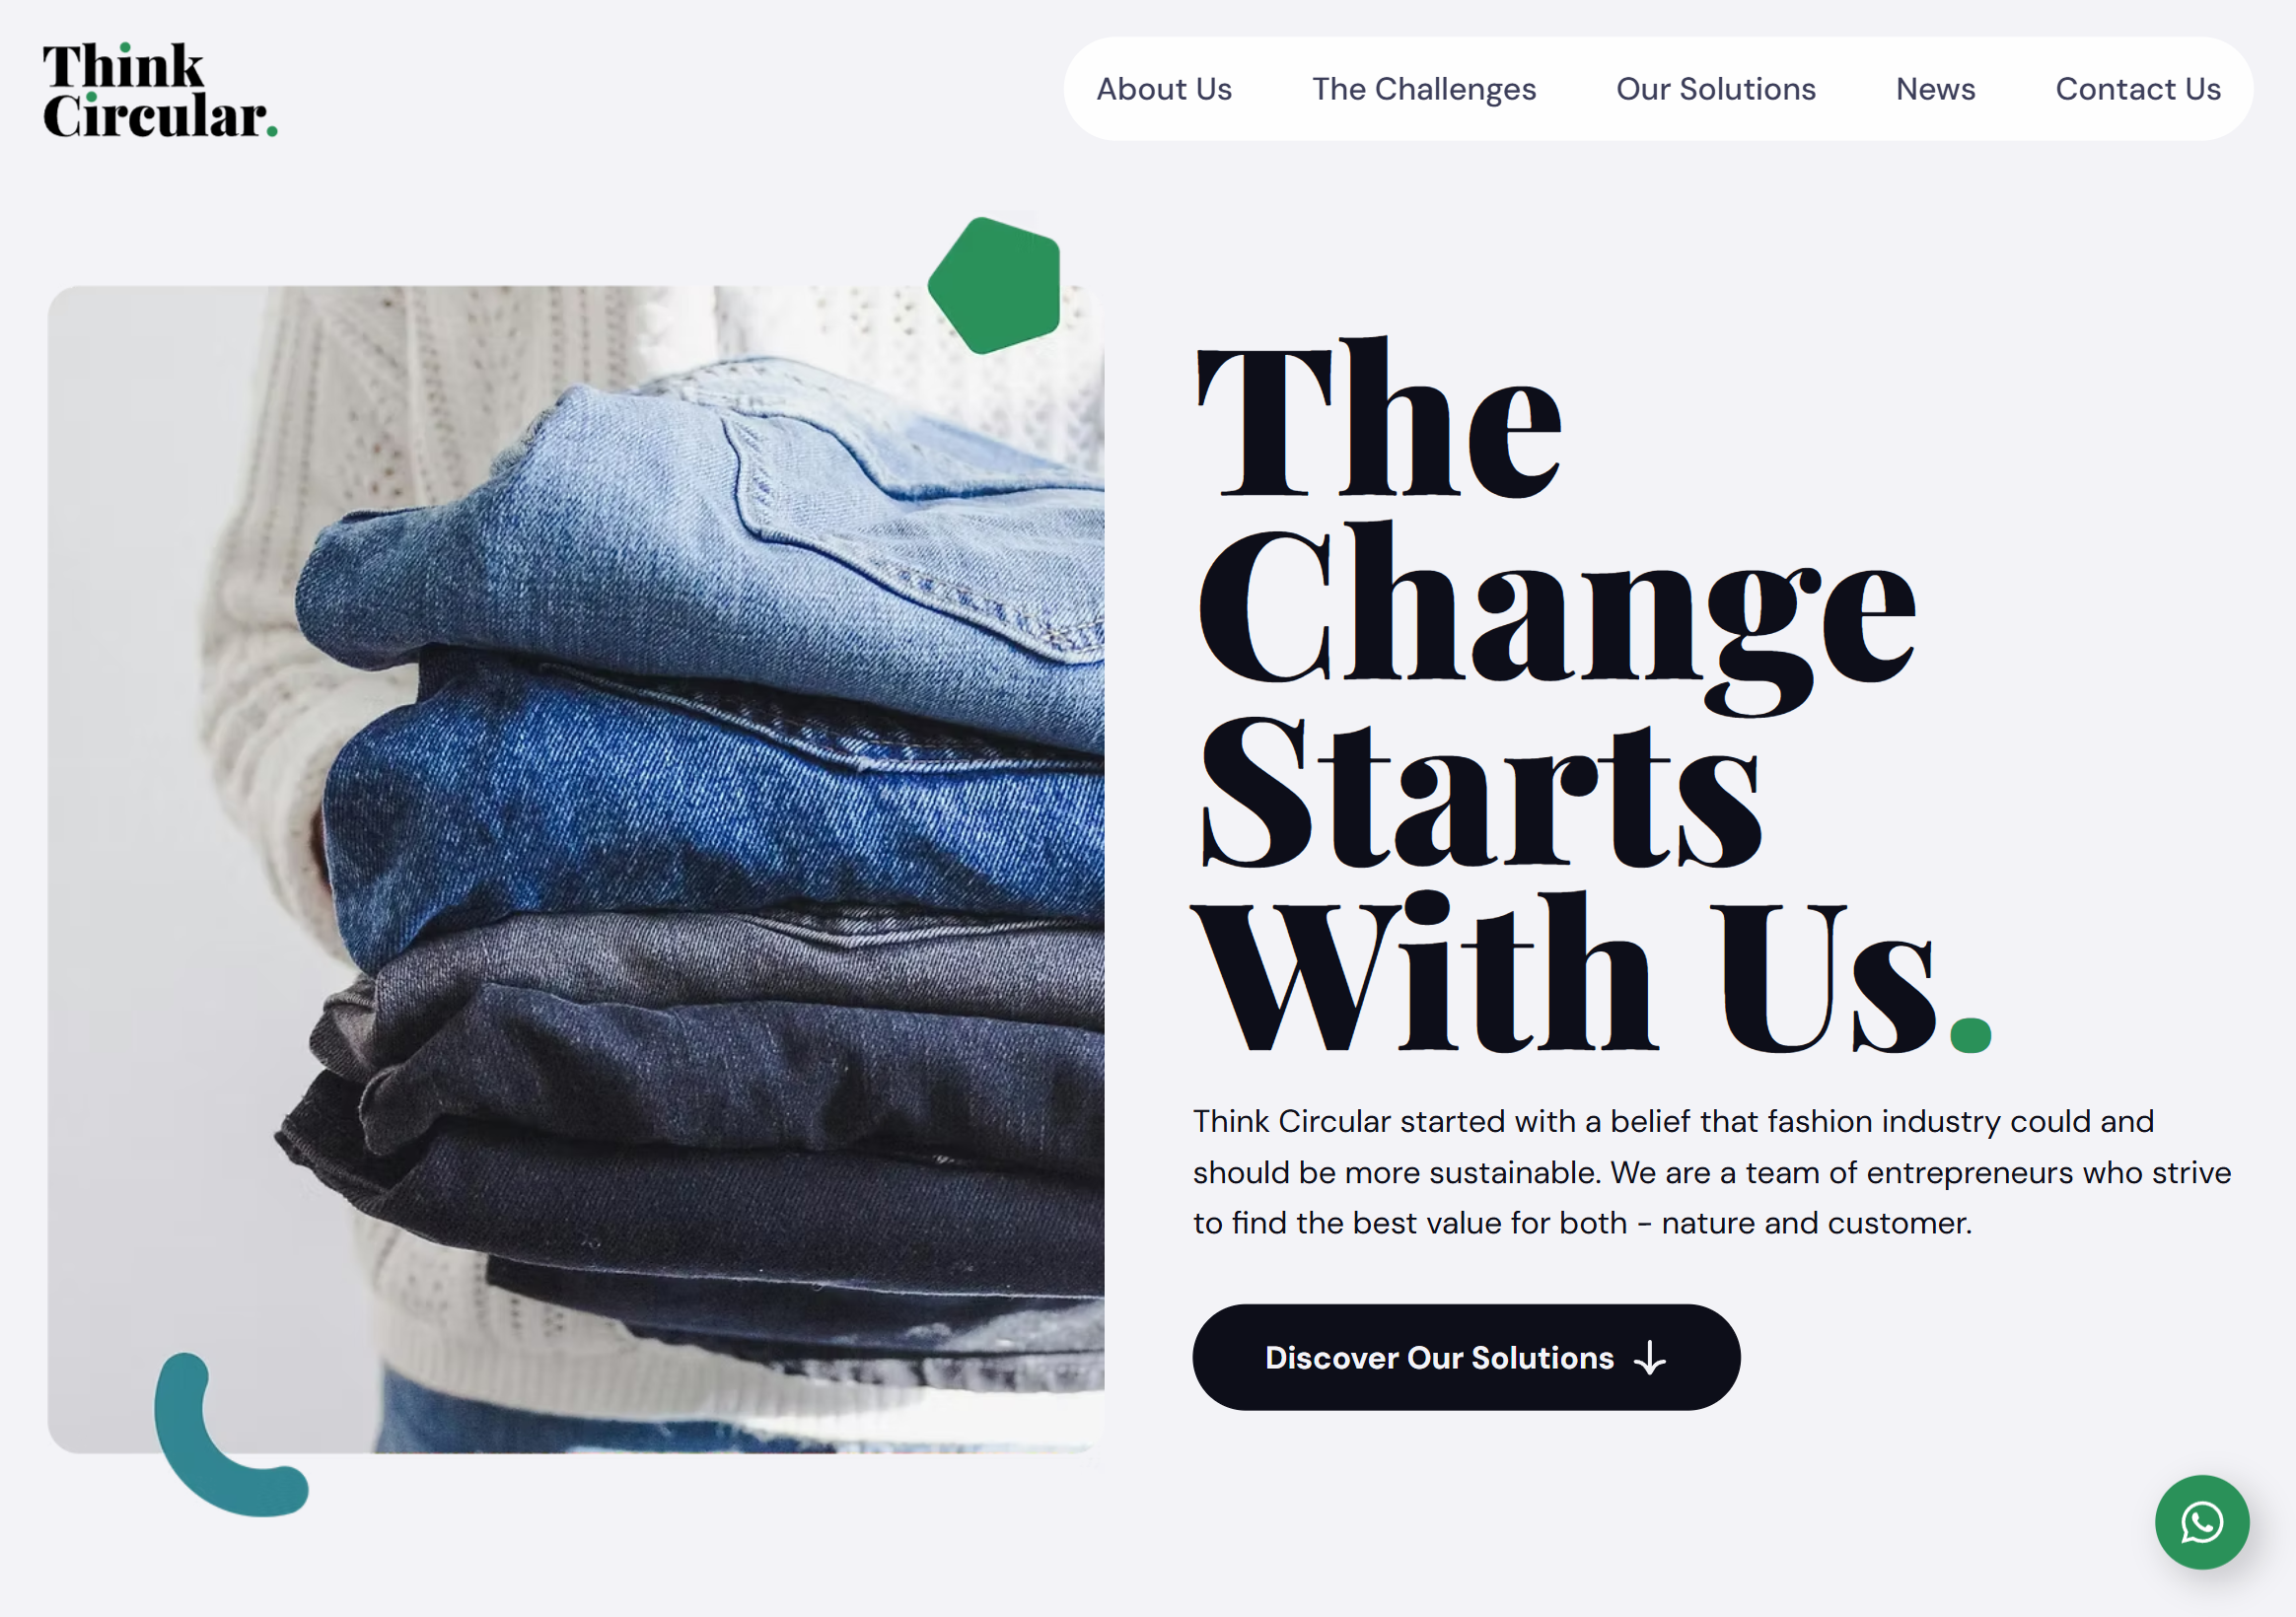 Think
Circular.
About Us
The Challenges
Our Solutions
News
Contact Us
The
Change
Starts
With Us.
Think Circular started with a belief that fashion industry could and
should be more sustainable. We are a team of entrepreneurs who strive
to find the best value for both – nature and customer.
Discover Our Solutions